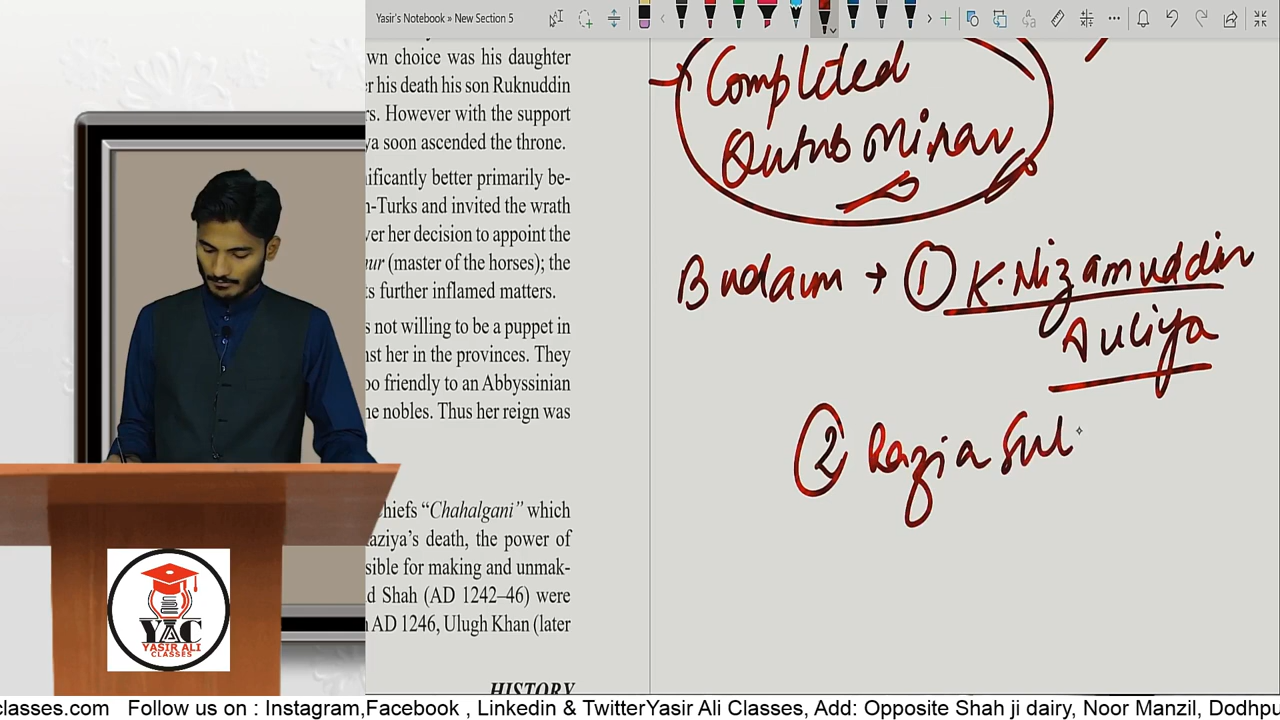 Yasir's Notebook » New Section 5
wn choice was his daughter
r his death his son Ruknuddin
rs. However with the support
ya soon ascended the throne.
nificantly better primarily be-
n-Turks and invited the wrath
ver her decision to appoint the
nur (master of the horses); the
ts further inflamed matters.
s not willing to be a puppet in
nst her in the provinces. They
oo friendly to an Abbyssinian
he nobles. Thus her reign was
hiefs “Chahalgani” which
aziya's death, the power of
sible for making and unmak-
d Shah (AD 1242–46) were
n AD 1246, Ulugh Khan (later
HISTORY
Completed
Qutub Minar
Budaun → ① K. Nizamuddin
Auliya
② Razia Sul
YAC
YASIR ALI
CLASSES
classes.com Follow us on : Instagram,Facebook , Linkedin & TwitterYasir Ali Classes, Add: Opposite Shah ji dairy, Noor Manzil, Dodhpu